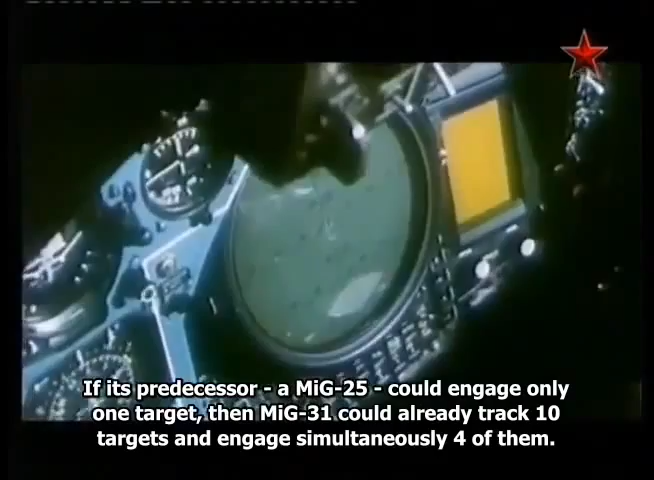 If its predecessor - a MiG-25 - could engage only
one target, then MiG-31 could already track 10
targets and engage simultaneously 4 of them.